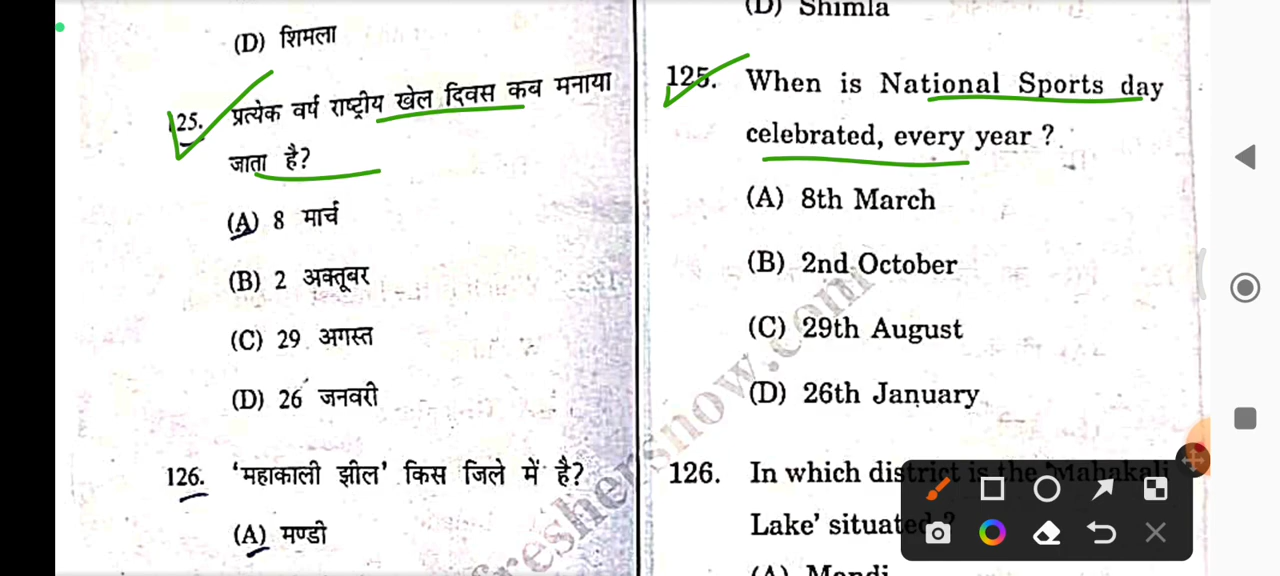 (D) शिमला
125. प्रत्येक वर्ष राष्ट्रीय खेल दिवस कब मनाया
जाता है?
(A) 8 मार्च
(B) 2 अक्तूबर
(C) 29 अगस्त
(D) 26 जनवरी
126. 'महाकाली झील' किस जिले में है?
(A) मण्डी
(D) Shimla
125. When is National Sports day
celebrated, every year ?
(A) 8th March
(B) 2nd October
(C) 29th August
(D) 26th January
126. In which district is the 'Mahakali
Lake' situated ?
(A) Mandi
freshersnow.com